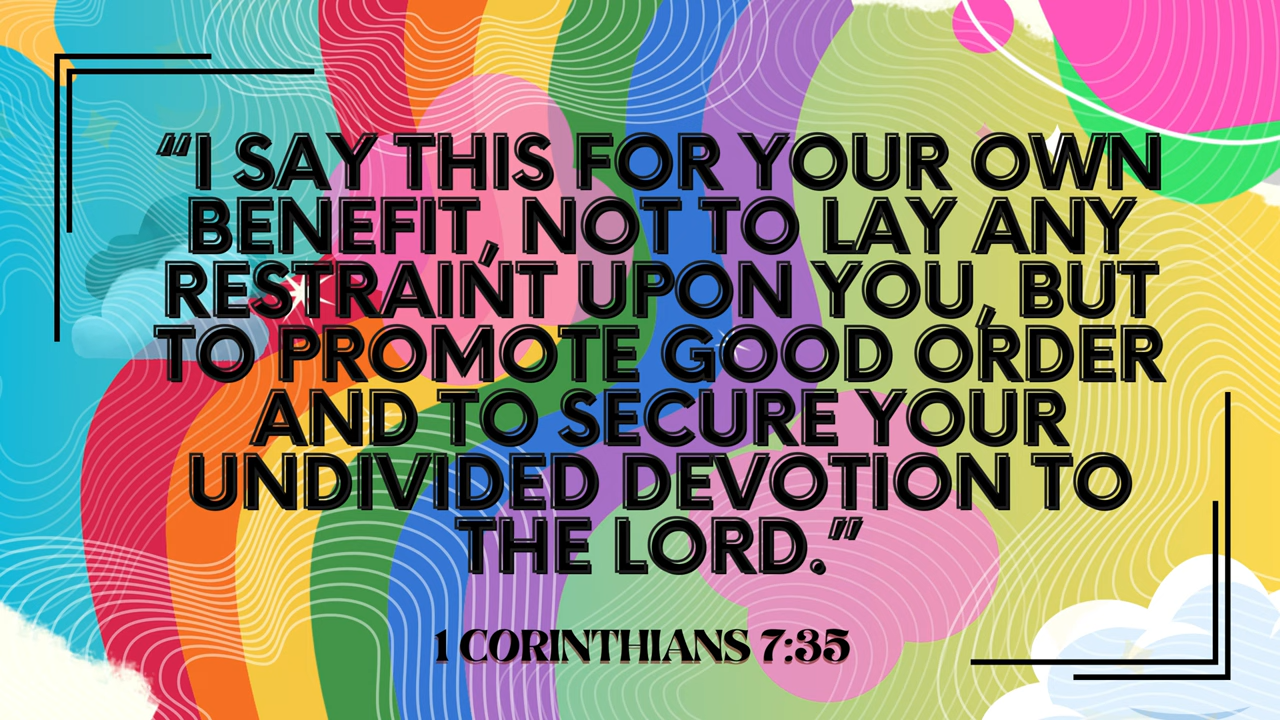 “I SAY THIS FOR YOUR OWN
BENEFIT, NOT TO LAY ANY
RESTRAINT UPON YOU, BUT
TO PROMOTE GOOD ORDER
AND TO SECURE YOUR
UNDIVIDED DEVOTION TO
THE LORD.”
1 CORINTHIANS 7:35